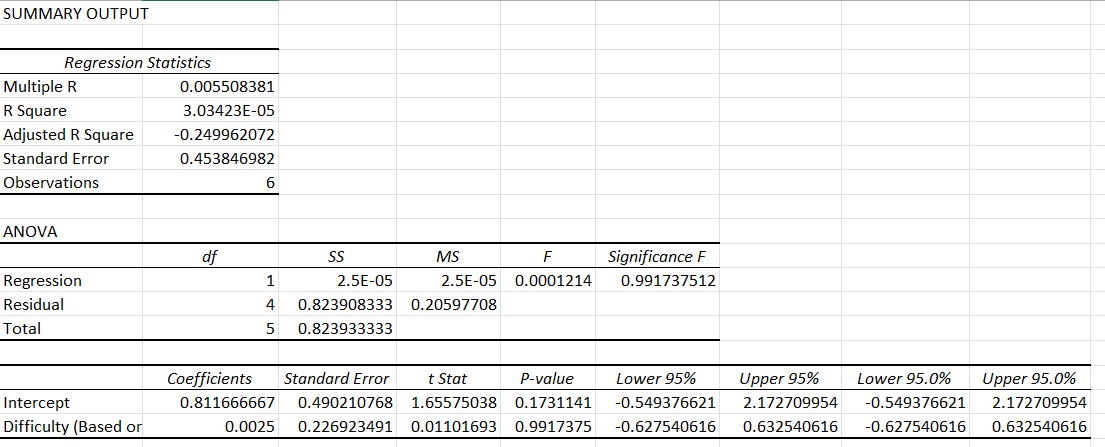 SUMMARY OUTPUT
Regression Statistics
Multiple R 0.005508381
R Square 3.03423E-05
Adjusted R Square -0.249962072
Standard Error 0.453846982
Observations 6
ANOVA
df SS MS F Significance F
Regression 1 2.5E-05 2.5E-05 0.0001214 0.991737512
Residual 4 0.823908333 0.20597708
Total 5 0.823933333
Coefficients Standard Error t Stat P-value Lower 95% Upper 95% Lower 95.0% Upper 95.0%
Intercept 0.811666667 0.490210768 1.65575038 0.1731141 -0.549376621 2.172709954 -0.549376621 2.172709954
Difficulty (Based or 0.0025 0.226923491 0.01101693 0.9917375 -0.627540616 0.632540616 -0.627540616 0.632540616